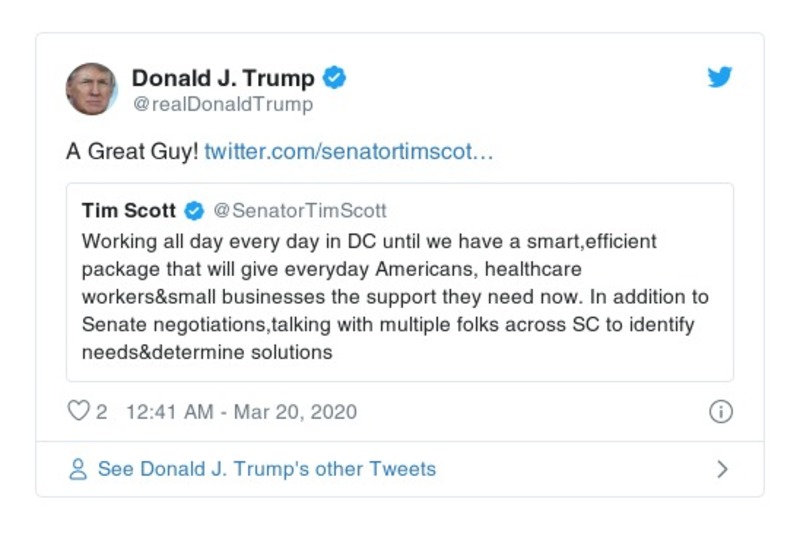 Donald J. Trump
@realDonaldTrump
A Great Guy! twitter.com/senatortimscot…
Tim Scott @SenatorTimScott
Working all day every day in DC until we have a smart,efficient
package that will give everyday Americans, healthcare
workers&small businesses the support they need now. In addition to
Senate negotiations,talking with multiple folks across SC to identify
needs&determine solutions
2 12:41 AM - Mar 20, 2020
See Donald J. Trump's other Tweets